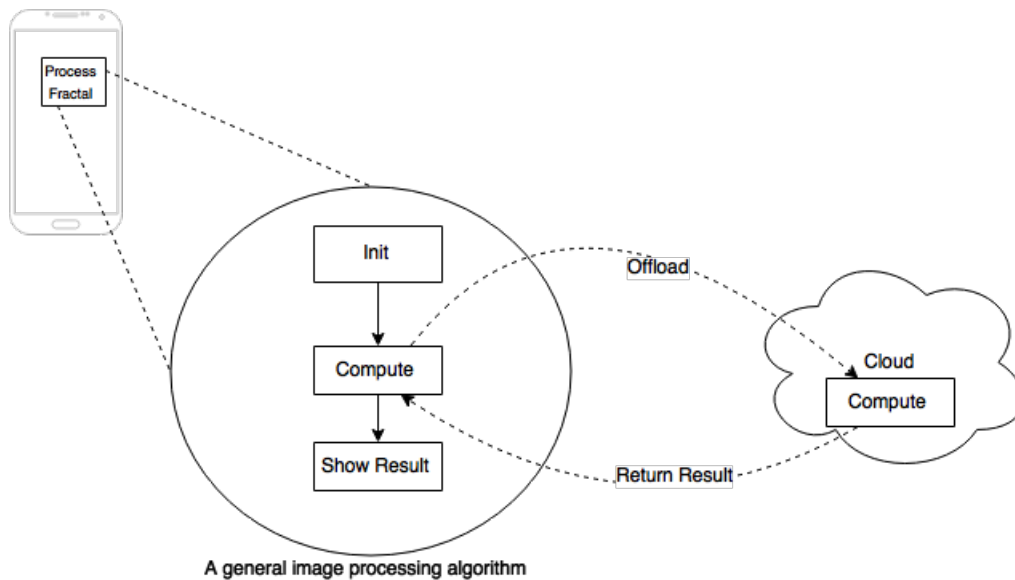 Process
Fractal
Init
Offload
Cloud
Compute
Compute
Show Result
Return Result
A general image processing algorithm